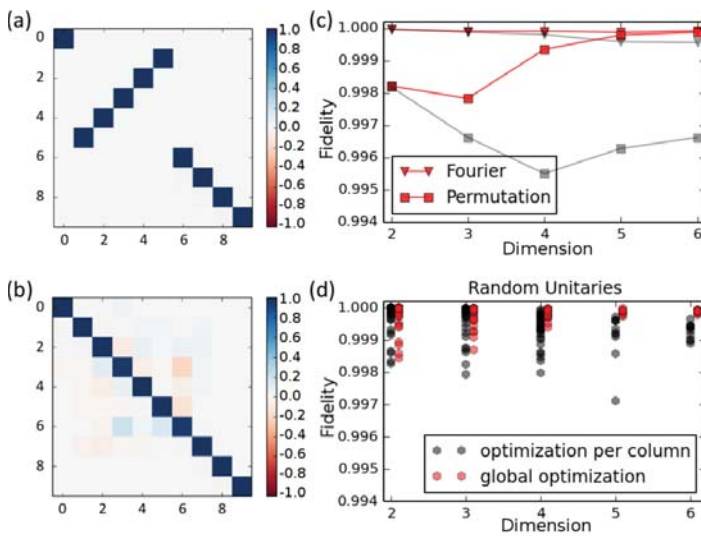 (a)
0
2
4
6
8
0 2 4 6 8
1.0
0.8
0.6
0.4
0.2
0.0
-0.2
-0.4
-0.6
-0.8
-1.0
(c)
1.000
0.999
0.998
0.997
0.996
0.995
0.994
Fidelity
Fourier
Permutation
2 3 4 5 6
Dimension
(b)
0
2
4
6
8
0 2 4 6 8
1.0
0.8
0.6
0.4
0.2
0.0
-0.2
-0.4
-0.6
-0.8
-1.0
(d)
Random Unitaries
1.000
0.999
0.998
0.997
0.996
0.995
0.994
Fidelity
optimization per column
global optimization
2 3 4 5 6
Dimension